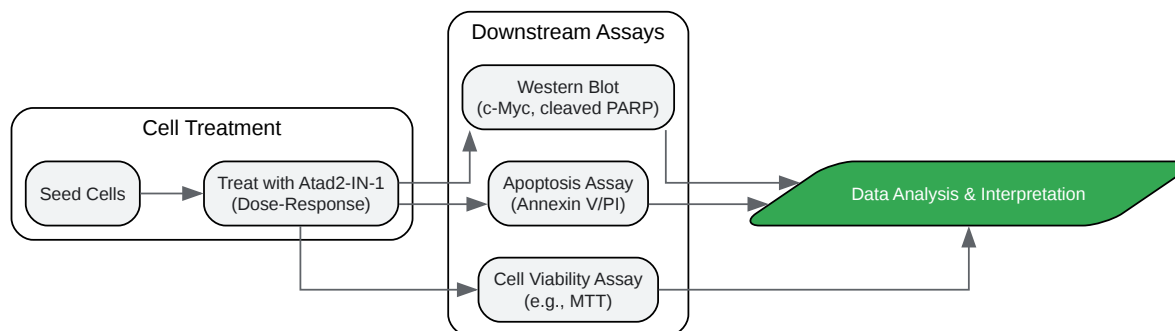 Cell Treatment
Seed Cells
Treat with Atad2-IN-1
(Dose-Response)
Downstream Assays
Western Blot
(c-Myc, cleaved PARP)
Apoptosis Assay
(Annexin V/PI)
Cell Viability Assay
(e.g., MTT)
Data Analysis & Interpretation